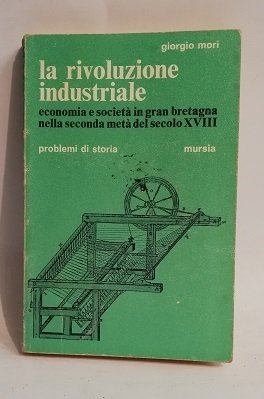 giorgio mori
la rivoluzione
industriale
economia e società in gran bretagna
nella seconda metà del secolo XVIII
problemi di storia mursia